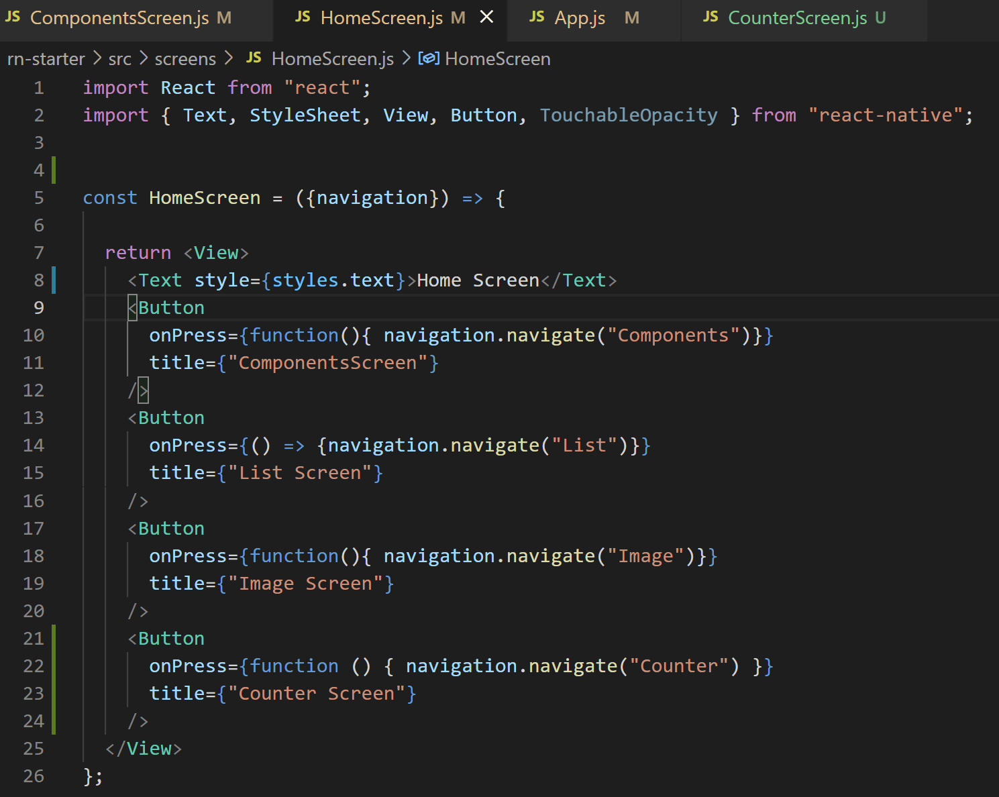 JS ComponentsScreen.js M JS HomeScreen.js M × JS App.js M JS CounterScreen.js U
rn-starter > src > screens > JS HomeScreen.js > HomeScreen
1 import React from "react";
2 import { Text, StyleSheet, View, Button, TouchableOpacity } from "react-native";
3
4
5 const HomeScreen = ({navigation}) => {
6
7   return <View>
8     <Text style={styles.text}>Home Screen</Text>
9     <Button
10       onPress={function(){ navigation.navigate("Components")}}
11       title={"ComponentsScreen"}
12     />
13     <Button
14       onPress={() => {navigation.navigate("List")}}
15       title={"List Screen"}
16     />
17     <Button
18       onPress={function(){ navigation.navigate("Image")}}
19       title={"Image Screen"}
20     />
21     <Button
22       onPress={function () { navigation.navigate("Counter") }}
23       title={"Counter Screen"}
24     />
25   </View>
26 };